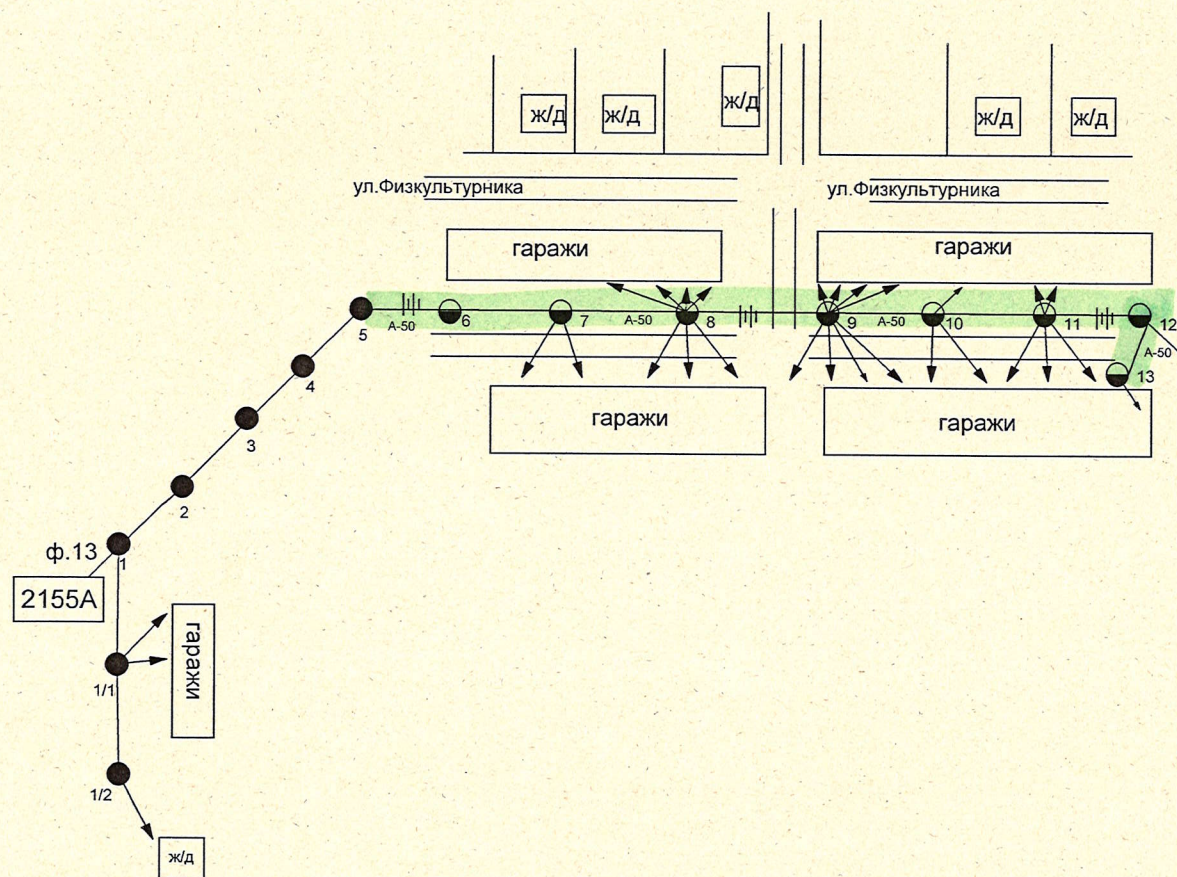 ж/д
ж/д
ж/д
ж/д
ж/д
ул.Физкультурника
ул.Физкультурника
гаражи
гаражи
5
А-50
6
7
А-50
8
9
А-50
10
11
12
А-50
13
4
3
гаражи
гаражи
2
ф.13
1
2155А
гаражи
1/1
1/2
ж/д